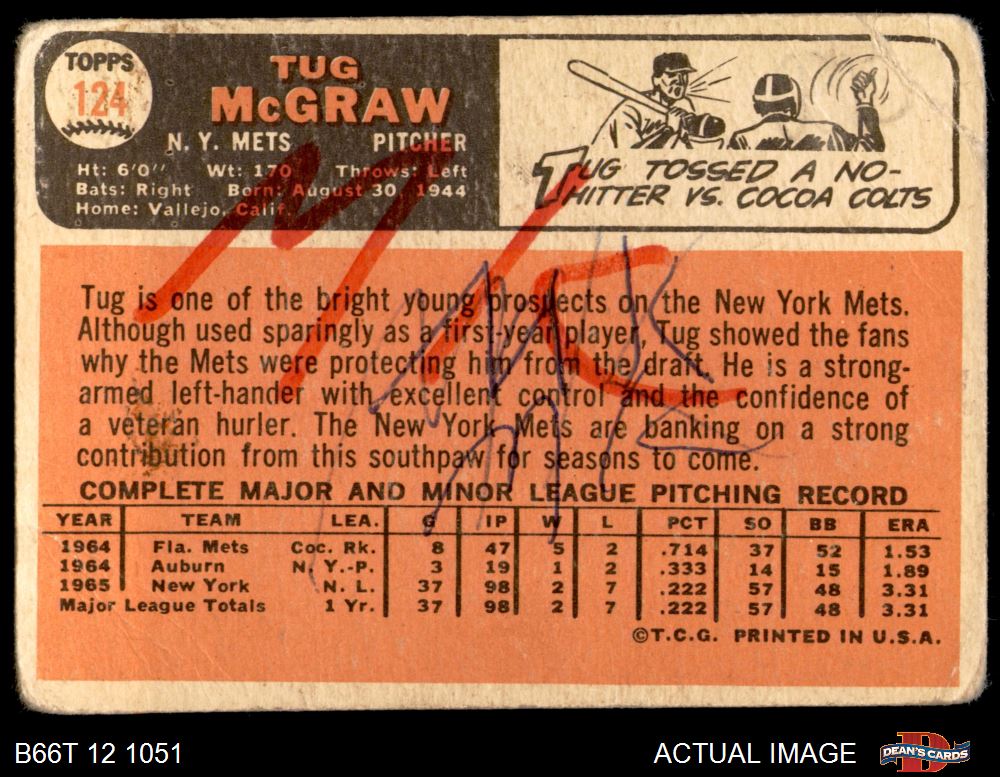 TOPPS
124
TUG
McGRAW
N. Y. METS PITCHER
Ht: 6'0" Wt: 170 Throws: Left
Bats: Right Born: August 30, 1944
Home: Vallejo, Calif.
TUG TOSSED A NO-
HITTER VS. COCOA COLTS
Tug is one of the bright young prospects on the New York Mets.
Although used sparingly as a first-year player, Tug showed the fans
why the Mets were protecting him from the draft. He is a strong-
armed left-hander with excellent control and the confidence of
a veteran hurler. The New York Mets are banking on a strong
contribution from this southpaw for seasons to come.
COMPLETE MAJOR AND MINOR LEAGUE PITCHING RECORD
YEAR TEAM LEA. G IP W L PCT SO BB ERA
1964 Fla. Mets Coc. Rk. 8 47 5 2 .714 37 52 1.53
1964 Auburn N. Y.-P. 3 19 1 2 .333 14 15 1.89
1965 New York N. L. 37 98 2 7 .222 57 48 3.31
Major League Totals 1 Yr. 37 98 2 7 .222 57 48 3.31
©T.C.G. PRINTED IN U.S.A.
B66T 12 1051 ACTUAL IMAGE DEAN'S CARDS